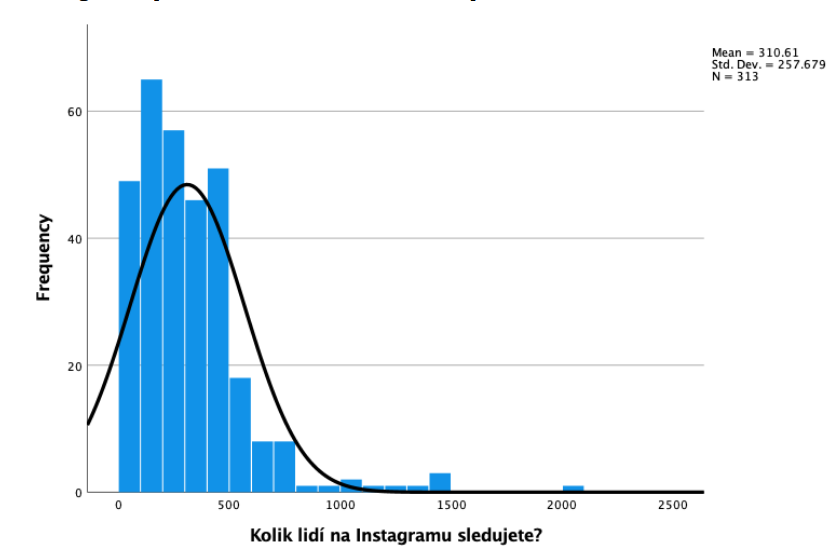 Mean = 310.61
Std. Dev. = 257.679
N = 313
Frequency
60
40
20
0
0 500 1000 1500 2000 2500
Kolik lidí na Instagramu sledujete?